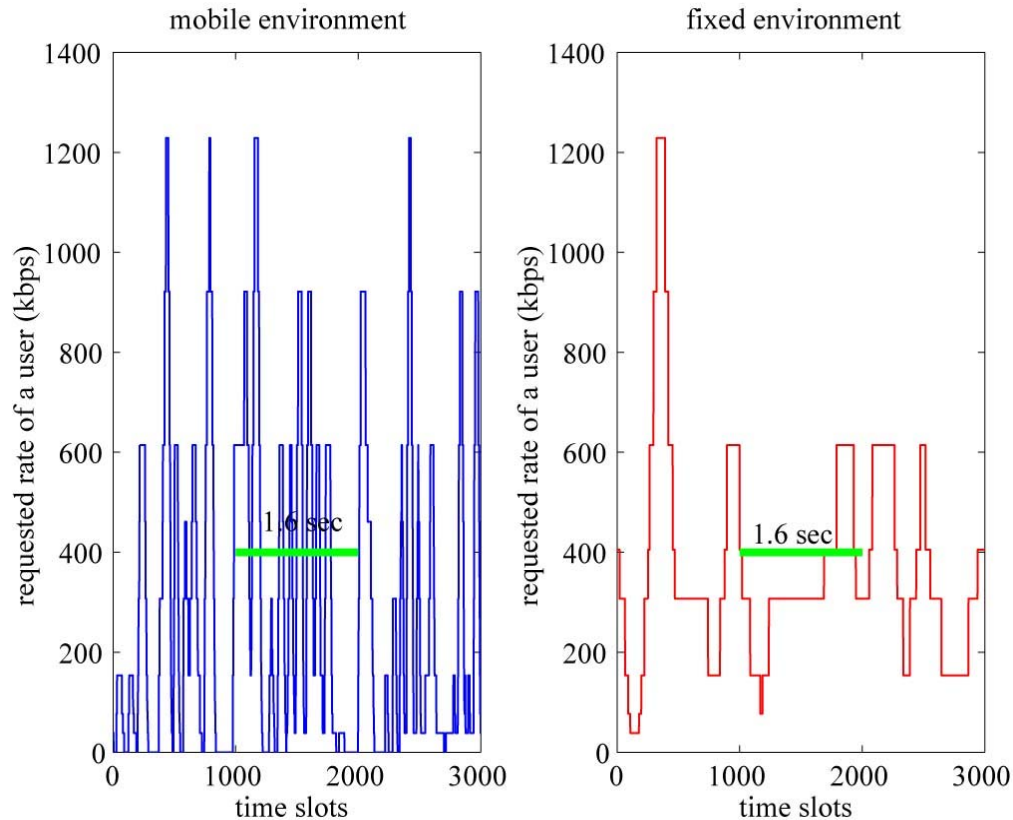 mobile environment
1400
1200
1000
800
600
400
200
0
requested rate of a user (kbps)
1.6 sec
0 1000 2000 3000
time slots
fixed environment
1400
1200
1000
800
600
400
200
0
requested rate of a user (kbps)
1.6 sec
0 1000 2000 3000
time slots